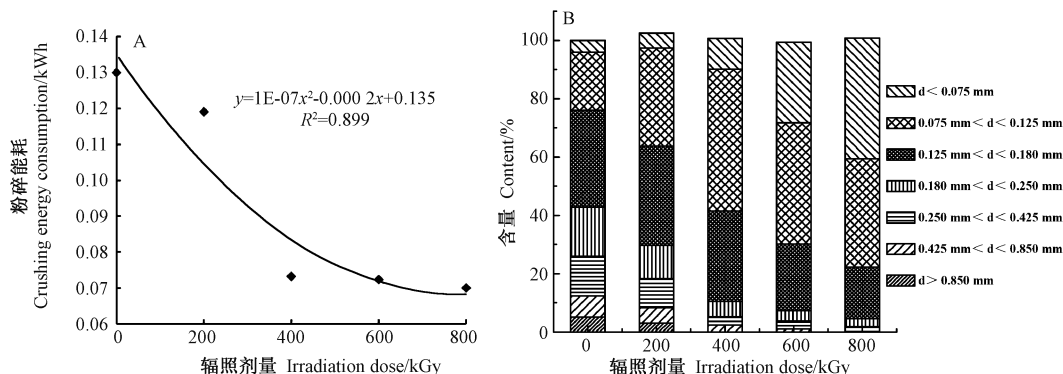 A
0.14
0.13
0.12
0.11
0.10
0.09
0.08
0.07
0.06
粉碎能耗
Crushing energy consumption/kWh
y=1E-07x²-0.000 2x+0.135
R²=0.899
0 200 400 600 800
辐照剂量 Irradiation dose/kGy
B
100
80
60
40
20
0
含量 Content/%
0 200 400 600 800
辐照剂量 Irradiation dose/kGy
d< 0.075 mm
0.075 mm< d< 0.125 mm
0.125 mm< d< 0.180 mm
0.180 mm< d< 0.250 mm
0.250 mm< d< 0.425 mm
0.425 mm< d< 0.850 mm
d> 0.850 mm